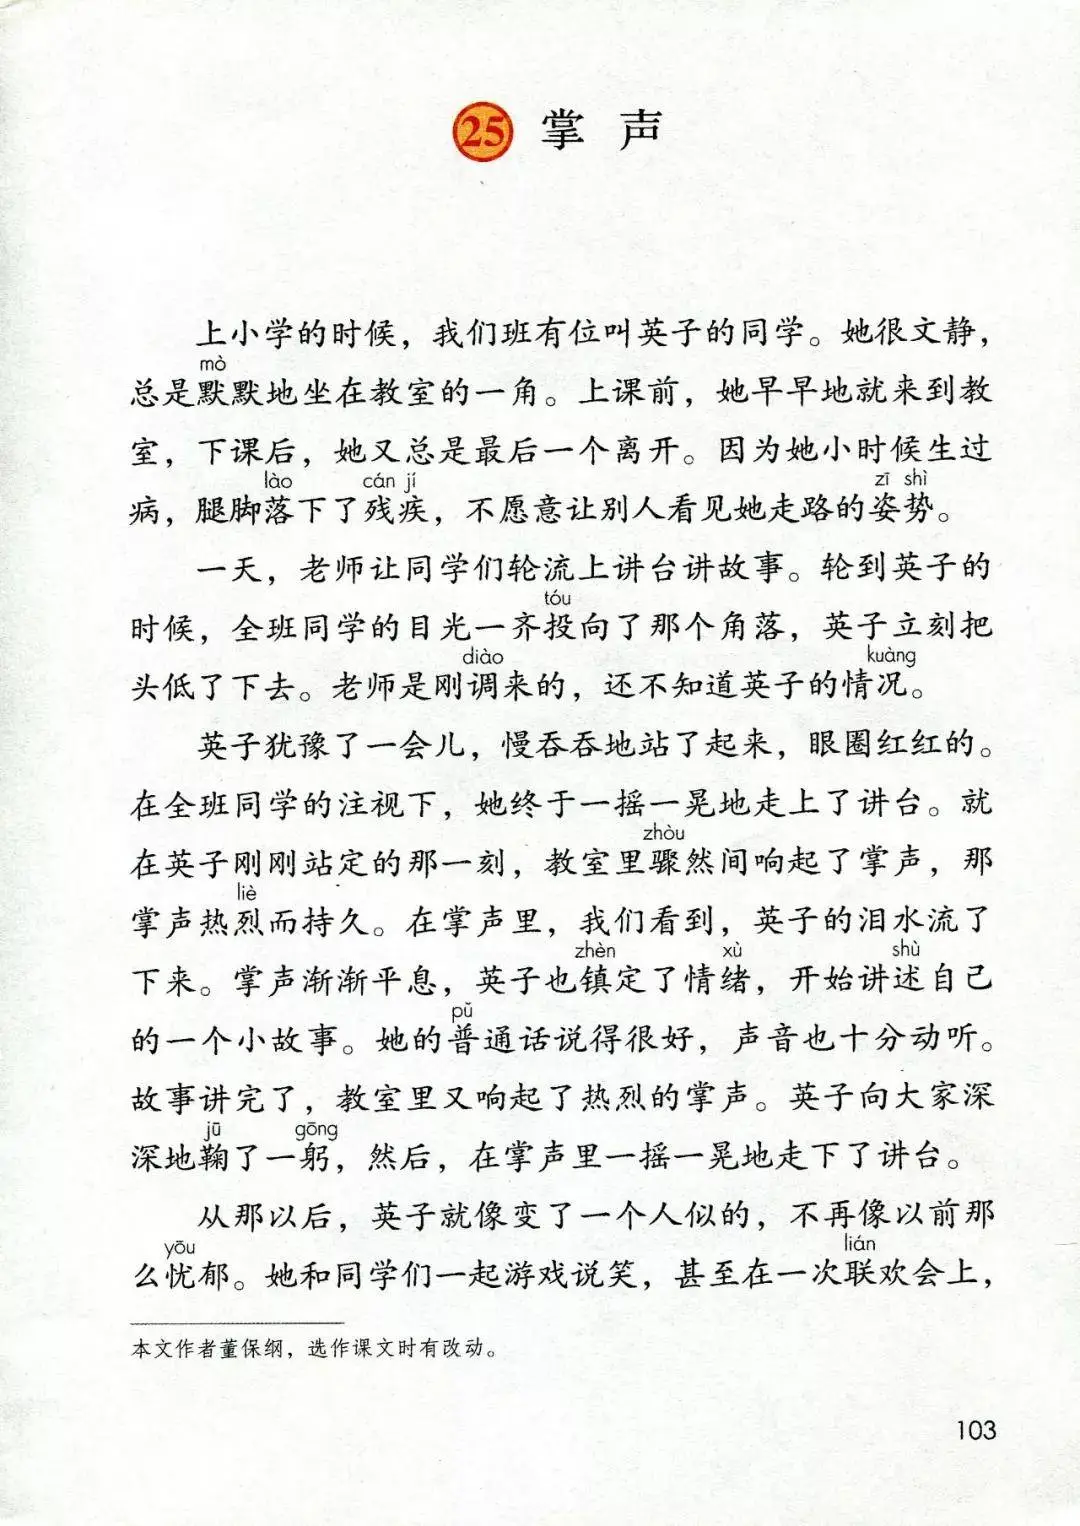 25 掌声
上小学的时候，我们班有位叫英子的同学。她很文静，
mò
总是默默地坐在教室的一角。上课前，她早早地就来到教
室，下课后，她又总是最后一个离开。因为她小时候生过
lào cán jí zī shì
病，腿脚落下了残疾，不愿意让别人看见她走路的姿势。
一天，老师让同学们轮流上讲台讲故事。轮到英子的
tóu
时候，全班同学的目光一齐投向了那个角落，英子立刻把
diào kuàng
头低了下去。老师是刚调来的，还不知道英子的情况。
英子犹豫了一会儿，慢吞吞地站了起来，眼圈红红的。
在全班同学的注视下，她终于一摇一晃地走上了讲台。就
zhòu
在英子刚刚站定的那一刻，教室里骤然间响起了掌声，那
liè
掌声热烈而持久。在掌声里，我们看到，英子的泪水流了
zhèn xù shù
下来。掌声渐渐平息，英子也镇定了情绪，开始讲述自己
pǔ
的一个小故事。她的普通话说得很好，声音也十分动听。
故事讲完了，教室里又响起了热烈的掌声。英子向大家深
jū gōng
深地鞠了一躬，然后，在掌声里一摇一晃地走下了讲台。
从那以后，英子就像变了一个人似的，不再像以前那
yōu lián
么忧郁。她和同学们一起游戏说笑，甚至在一次联欢会上，
本文作者董保纲，选作课文时有改动。
103